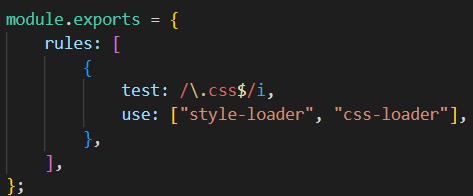 module.exports = {
    rules: [
        {
            test: /\.css$/i,
            use: ["style-loader", "css-loader"],
        },
    ],
};